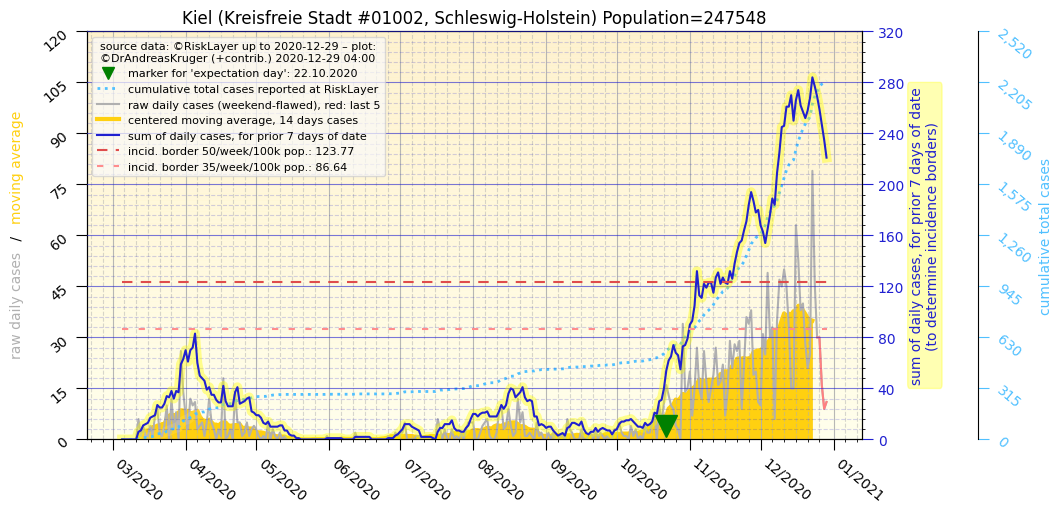 Kiel (Kreisfreie Stadt #01002, Schleswig-Holstein) Population=247548
source data: ©RiskLayer up to 2020-12-29 – plot:
©DrAndreasKruger (+contrib.) 2020-12-29 04:00
marker for 'expectation day': 22.10.2020
cumulative total cases reported at RiskLayer
raw daily cases (weekend-flawed), red: last 5
centered moving average, 14 days cases
sum of daily cases, for prior 7 days of date
incid. border 50/week/100k pop.: 123.77
incid. border 35/week/100k pop.: 86.64
raw daily cases / moving average
120
105
90
75
60
45
30
15
0
320
280
240
200
160
120
80
40
0
sum of daily cases, for prior 7 days of date
(to determine incidence borders)
2,520
2,205
1,890
1,575
1,260
945
630
315
0
cumulative total cases
03/2020
04/2020
05/2020
06/2020
07/2020
08/2020
09/2020
10/2020
11/2020
12/2020
01/2021